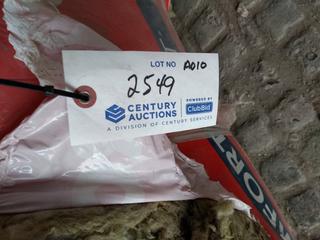 LOT NO A010
2549
CENTURY AUCTIONS
POWERED BY
ClubBid
A DIVISION OF CENTURY SERVICES